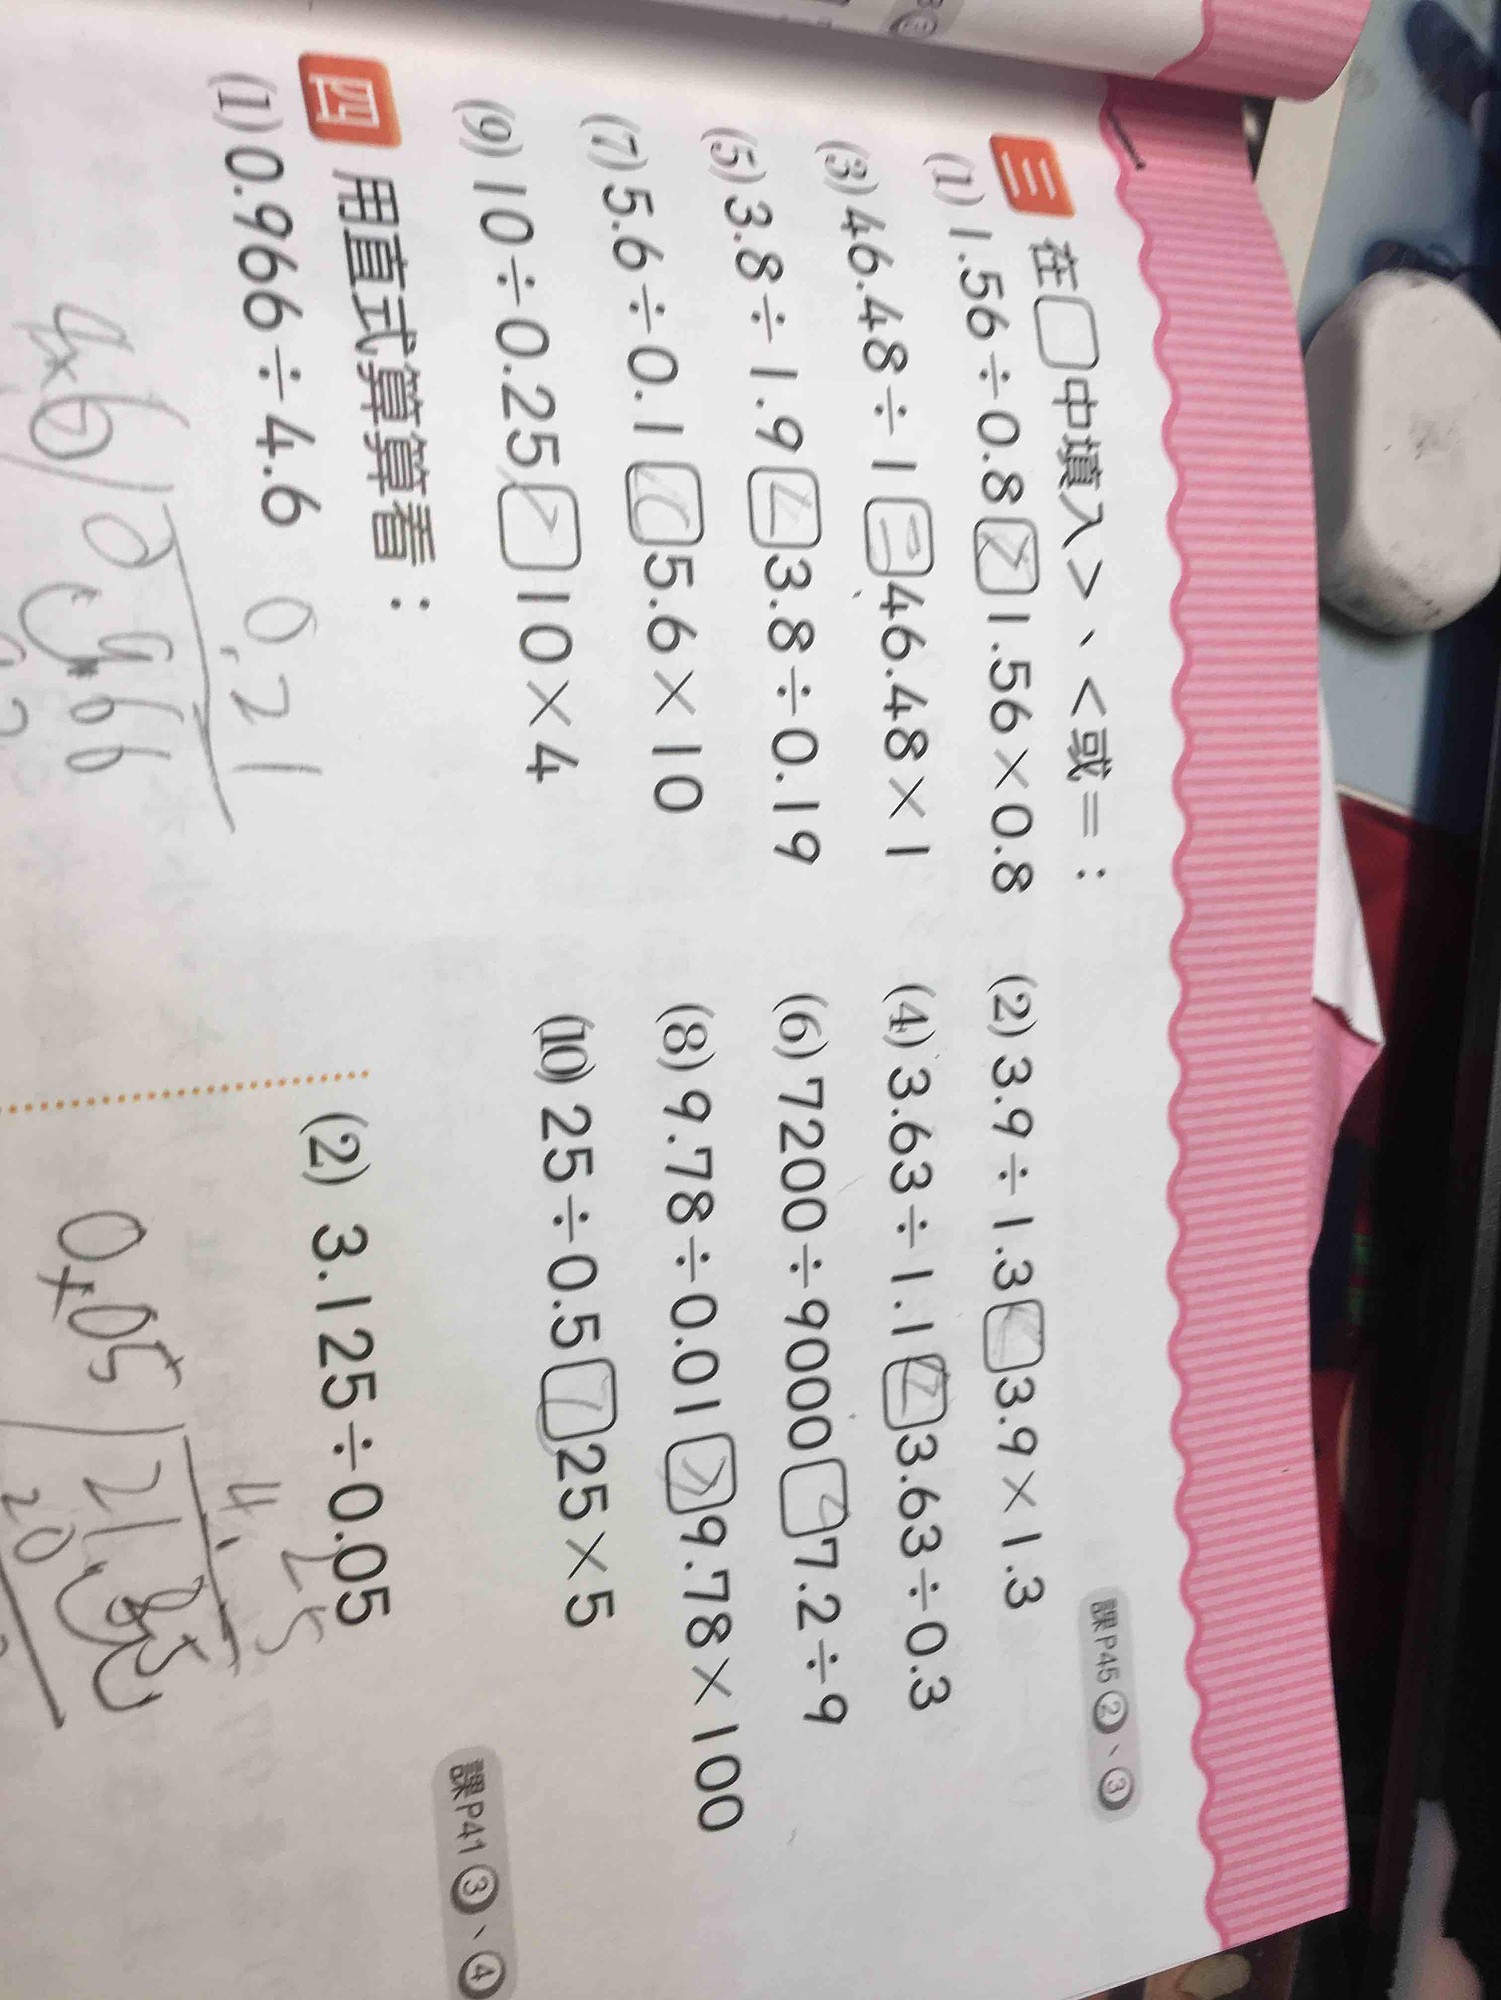 三 在□中填入>、<或=：
課P45②、③
(1) 1.56÷0.8 > 1.56×0.8 (2) 3.9÷1.3 < 3.9×1.3
(3) 46.48÷1 = 46.48×1 (4) 3.63÷1.1 < 3.63÷0.3
(5) 3.8÷1.9 < 3.8÷0.19 (6) 7200÷9000 7.2÷9
(7) 5.6÷0.1 5.6×10 (8) 9.78÷0.01 9.78×100
(9) 10÷0.25 10×4 (10) 25÷0.5 25×5
課P41③、④
四 用直式算算看：
(1) 0.966÷4.6 (2) 3.125÷0.05
0.21
0.966
4.25
0.05
20